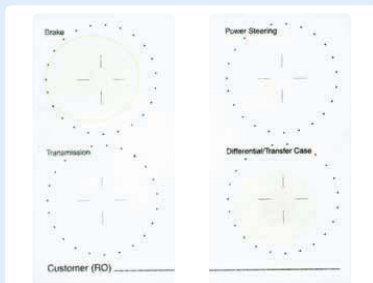 Brake
Power Steering
Transmission
Differential/Transfer Case
Customer (RO)